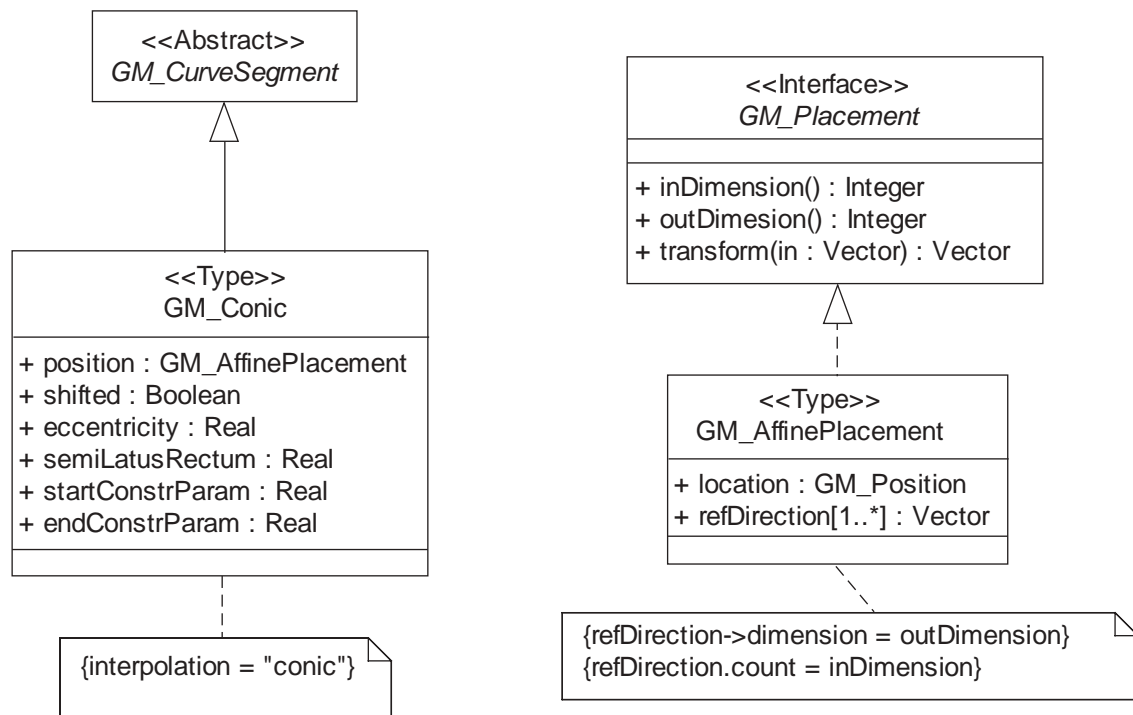 <<Abstract>>
GM_CurveSegment
<<Type>>
GM_Conic
+ position : GM_AffinePlacement
+ shifted : Boolean
+ eccentricity : Real
+ semiLatusRectum : Real
+ startConstrParam : Real
+ endConstrParam : Real
{interpolation = "conic"}
<<Interface>>
GM_Placement
+ inDimension() : Integer
+ outDimesion() : Integer
+ transform(in : Vector) : Vector
<<Type>>
GM_AffinePlacement
+ location : GM_Position
+ refDirection[1..*] : Vector
{refDirection->dimension = outDimension}
{refDirection.count = inDimension}